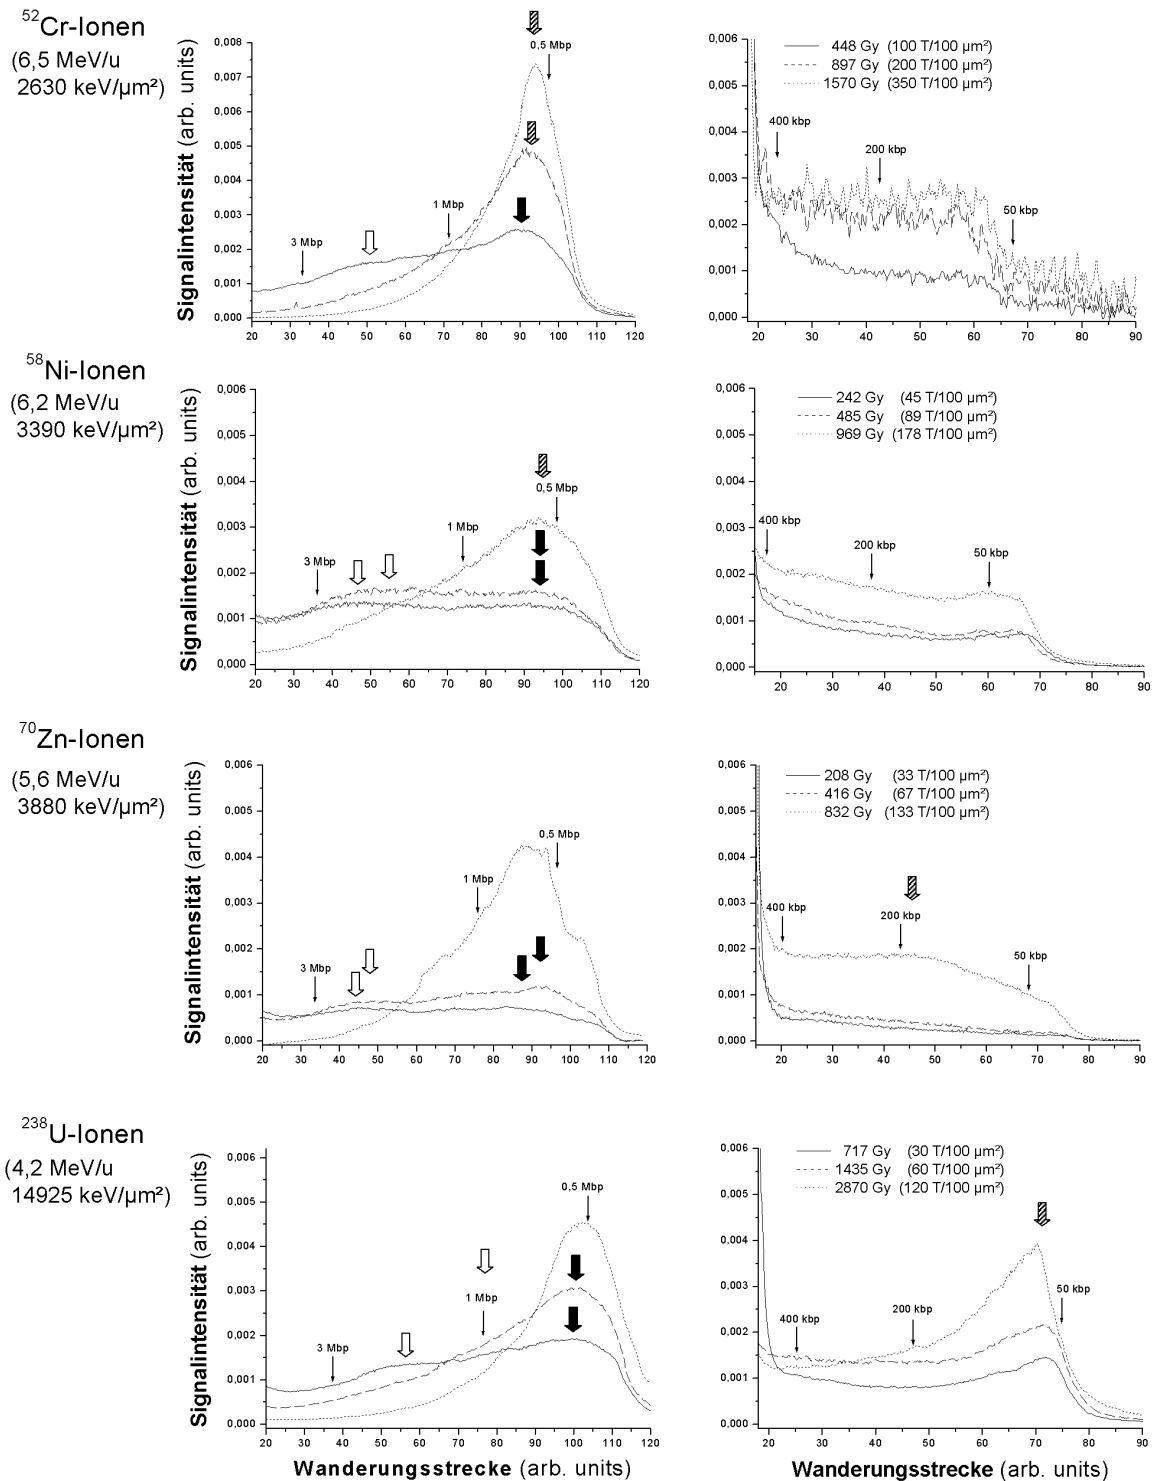 ⁵²Cr-Ionen
(6,5 MeV/u
2630 keV/µm²)
Signalintensität (arb. units)
0,008
0,007
0,006
0,005
0,004
0,003
0,002
0,001
0,000
3 Mbp
1 Mbp
0,5 Mbp
20 30 40 50 60 70 80 90 100 110 120
0,006
0,005
0,004
0,003
0,002
0,001
0,000
448 Gy (100 T/100 µm²)
897 Gy (200 T/100 µm²)
1570 Gy (350 T/100 µm²)
400 kbp
200 kbp
50 kbp
20 30 40 50 60 70 80 90
⁵⁸Ni-Ionen
(6,2 MeV/u
3390 keV/µm²)
Signalintensität (arb. units)
0,006
0,005
0,004
0,003
0,002
0,001
0,000
3 Mbp
1 Mbp
0,5 Mbp
20 30 40 50 60 70 80 90 100 110 120
0,006
0,005
0,004
0,003
0,002
0,001
0,000
242 Gy (45 T/100 µm²)
485 Gy (89 T/100 µm²)
969 Gy (178 T/100 µm²)
400 kbp
200 kbp
50 kbp
20 30 40 50 60 70 80 90
⁷⁰Zn-Ionen
(5,6 MeV/u
3880 keV/µm²)
Signalintensität (arb. units)
0,006
0,005
0,004
0,003
0,002
0,001
0,000
3 Mbp
1 Mbp
0,5 Mbp
20 30 40 50 60 70 80 90 100 110 120
0,006
0,005
0,004
0,003
0,002
0,001
0,000
208 Gy (33 T/100 µm²)
416 Gy (67 T/100 µm²)
832 Gy (133 T/100 µm²)
400 kbp
200 kbp
50 kbp
20 30 40 50 60 70 80 90
²³⁸U-Ionen
(4,2 MeV/u
14925 keV/µm²)
Signalintensität (arb. units)
0,006
0,005
0,004
0,003
0,002
0,001
0,000
3 Mbp
1 Mbp
0,5 Mbp
20 30 40 50 60 70 80 90 100 110 120
Wanderungsstrecke (arb. units)
0,006
0,005
0,004
0,003
0,002
0,001
0,000
717 Gy (30 T/100 µm²)
1435 Gy (60 T/100 µm²)
2870 Gy (120 T/100 µm²)
400 kbp
200 kbp
50 kbp
20 30 40 50 60 70 80 90
Wanderungsstrecke (arb. units)